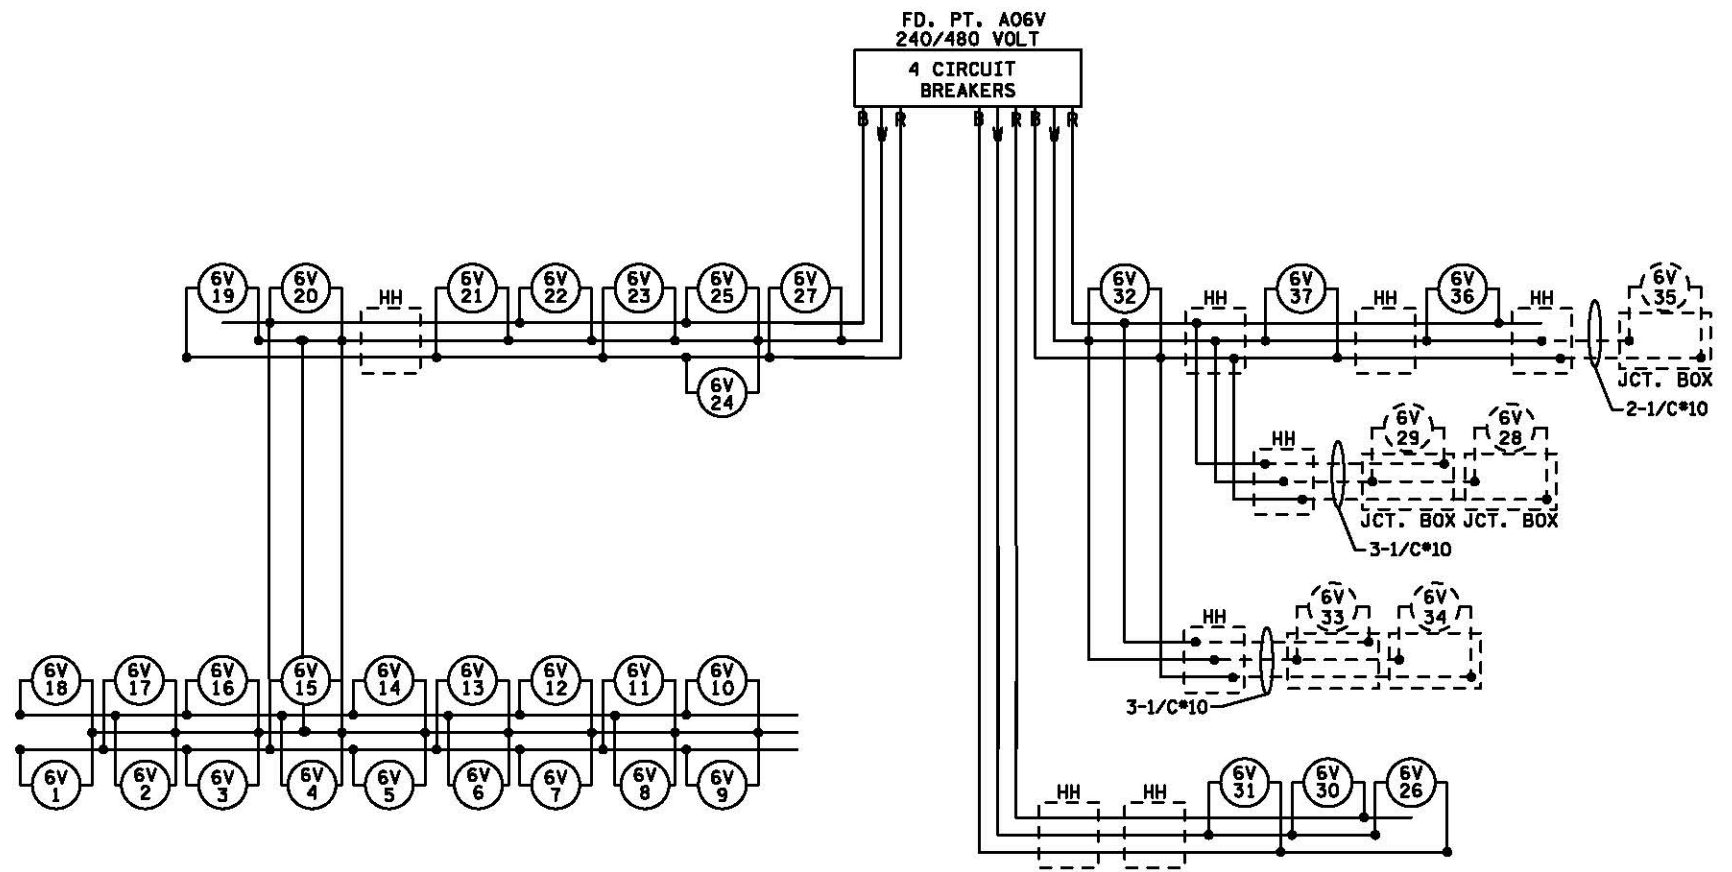 FD. PT. A06V
240/480 VOLT
4 CIRCUIT
BREAKERS
B W R B W R B W R
6V 19
6V 20
HH
6V 21
6V 22
6V 23
6V 25
6V 27
6V 24
6V 32
HH
6V 37
HH
6V 36
HH
6V 35
JCT. BOX
2-1/C#10
HH
6V 29
6V 28
JCT. BOX JCT. BOX
3-1/C#10
HH
6V 33
6V 34
3-1/C#10
6V 18
6V 17
6V 16
6V 15
6V 14
6V 13
6V 12
6V 11
6V 10
6V 1
6V 2
6V 3
6V 4
6V 5
6V 6
6V 7
6V 8
6V 9
HH
HH
6V 31
6V 30
6V 26